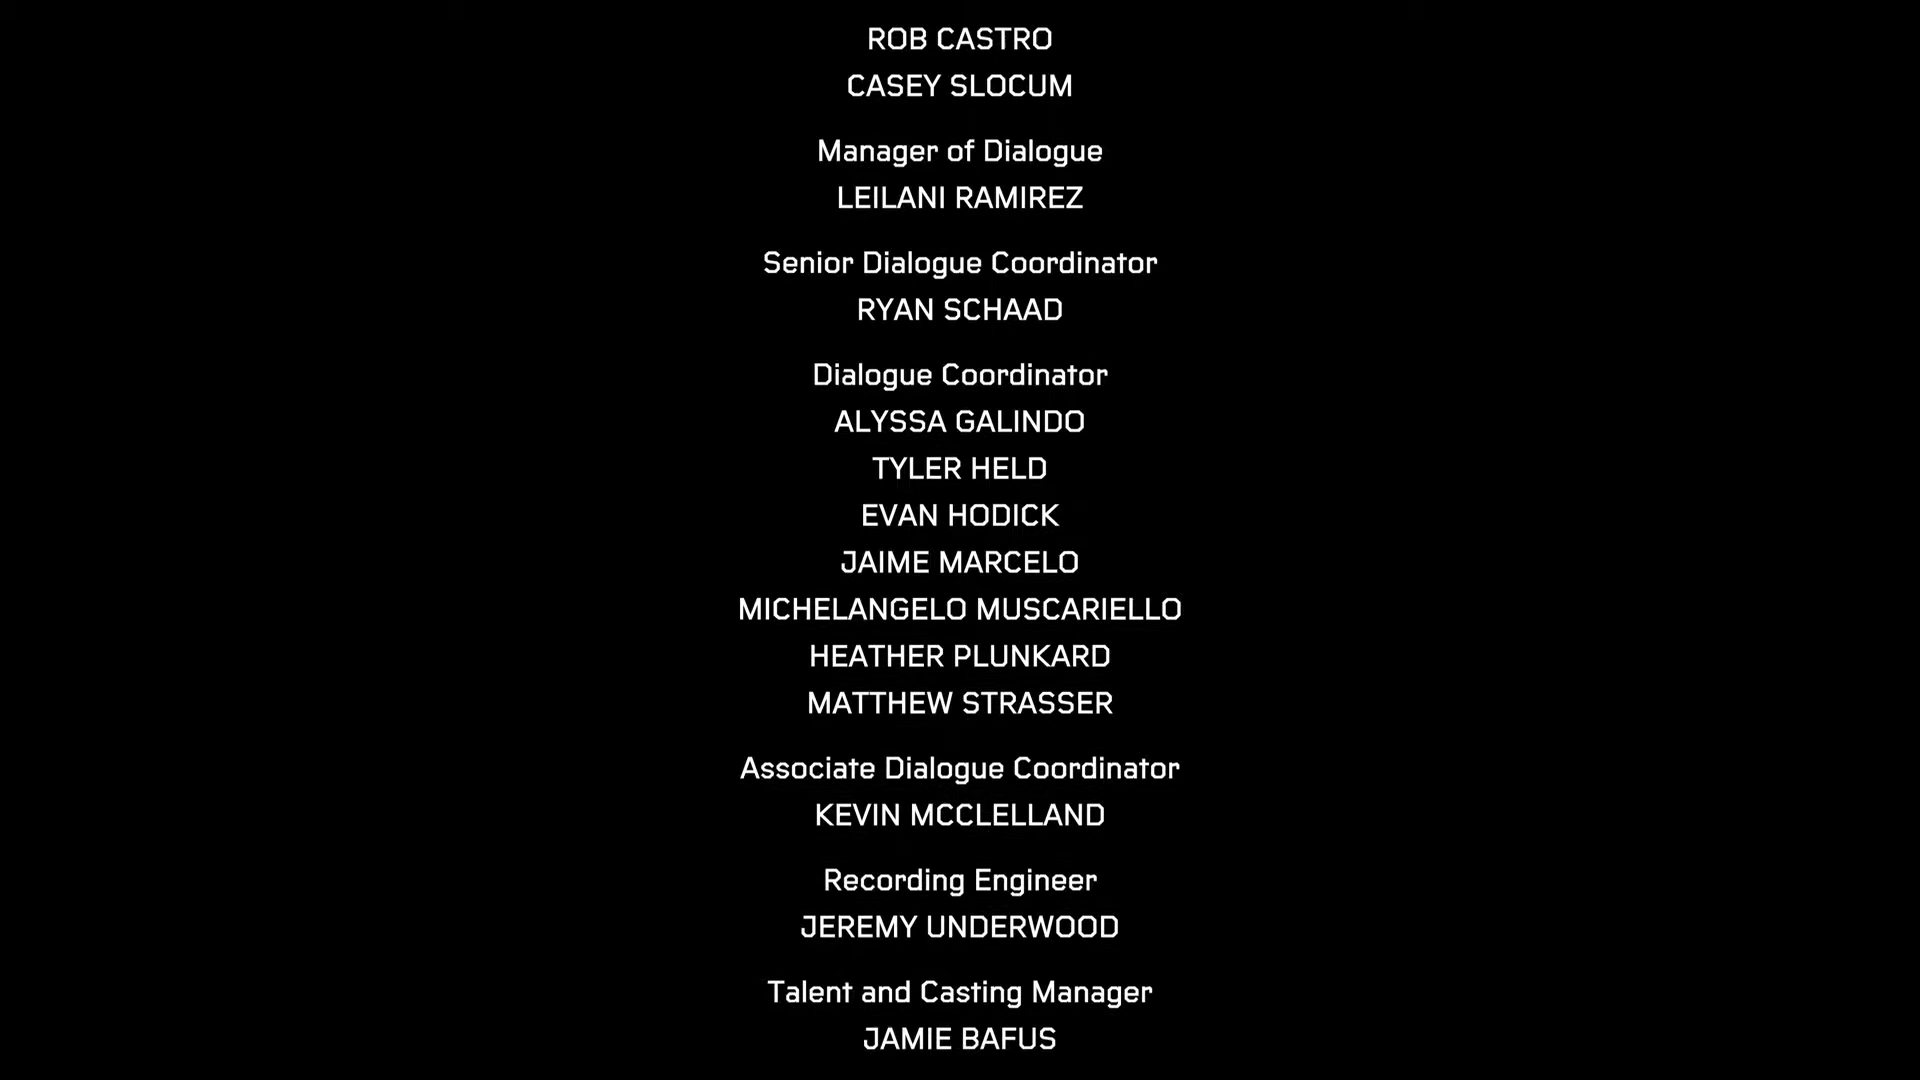 ROB CASTRO
CASEY SLOCUM
Manager of Dialogue
LEILANI RAMIREZ
Senior Dialogue Coordinator
RYAN SCHAAD
Dialogue Coordinator
ALYSSA GALINDO
TYLER HELD
EVAN HODICK
JAIME MARCELO
MICHELANGELO MUSCARIELLO
HEATHER PLUNKARD
MATTHEW STRASSER
Associate Dialogue Coordinator
KEVIN MCCLELLAND
Recording Engineer
JEREMY UNDERWOOD
Talent and Casting Manager
JAMIE BAFUS